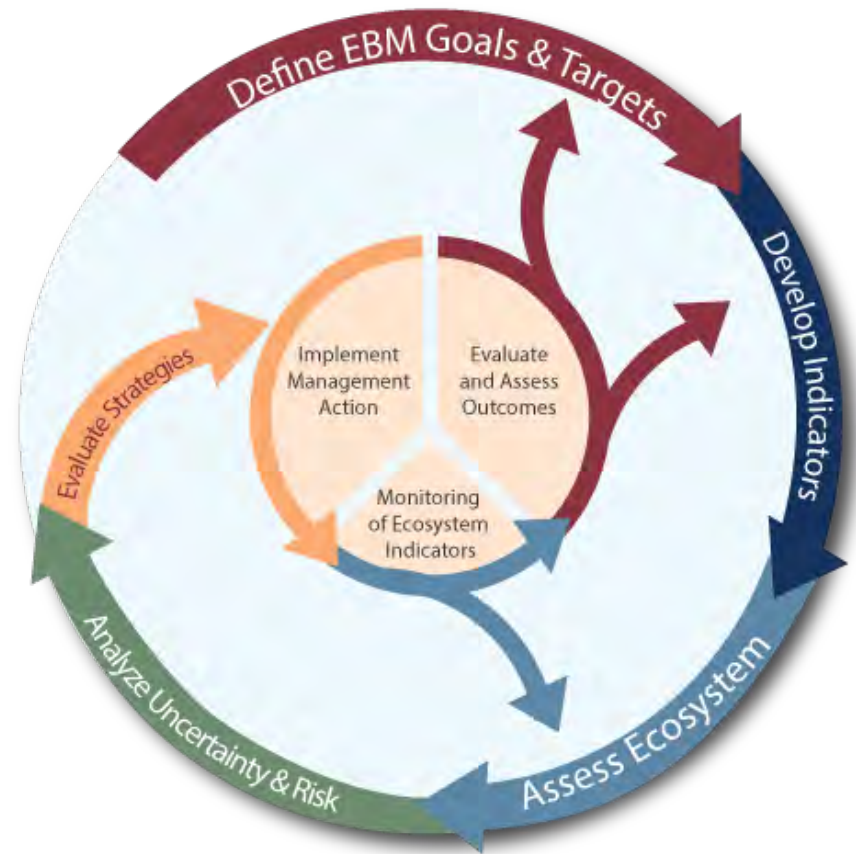 Define EBM Goals & Targets
Develop Indicators
Assess Ecosystem
Analyze Uncertainty & Risk
Evaluate Strategies
Implement
Management
Action
Evaluate
and Assess
Outcomes
Monitoring
of Ecosystem
Indicators